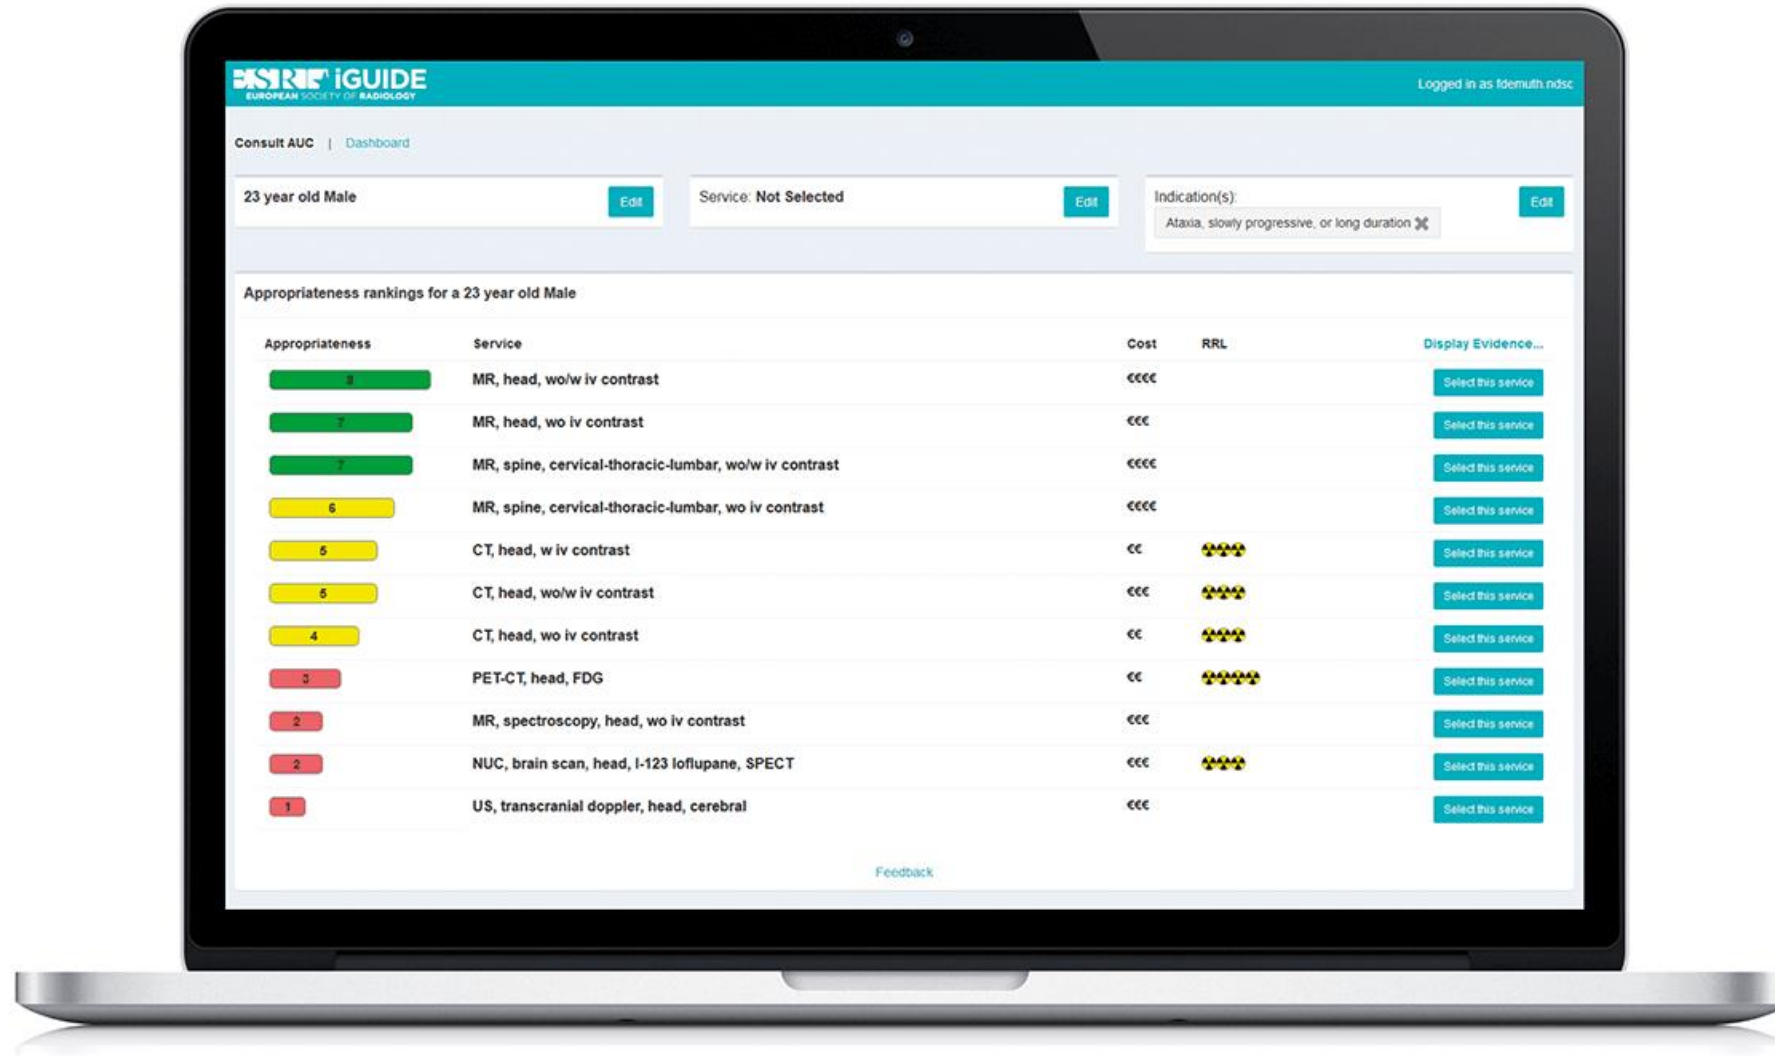 ESR iGUIDE
EUROPEAN SOCIETY OF RADIOLOGY
Logged in as fdemuth.ndsc
Consult AUC | Dashboard
23 year old Male Edit
Service: Not Selected Edit
Indication(s): Edit
Ataxia, slowly progressive, or long duration
Appropriateness rankings for a 23 year old Male
Appropriateness Service Cost RRL Display Evidence...
8 MR, head, wo/w iv contrast €€€€ Select this service
7 MR, head, wo iv contrast €€€ Select this service
7 MR, spine, cervical-thoracic-lumbar, wo/w iv contrast €€€€ Select this service
6 MR, spine, cervical-thoracic-lumbar, wo iv contrast €€€€ Select this service
5 CT, head, w iv contrast €€ Select this service
5 CT, head, wo/w iv contrast €€€ Select this service
4 CT, head, wo iv contrast €€ Select this service
3 PET-CT, head, FDG €€ Select this service
2 MR, spectroscopy, head, wo iv contrast €€€ Select this service
2 NUC, brain scan, head, I-123 Ioflupane, SPECT €€€ Select this service
1 US, transcranial doppler, head, cerebral €€€ Select this service
Feedback